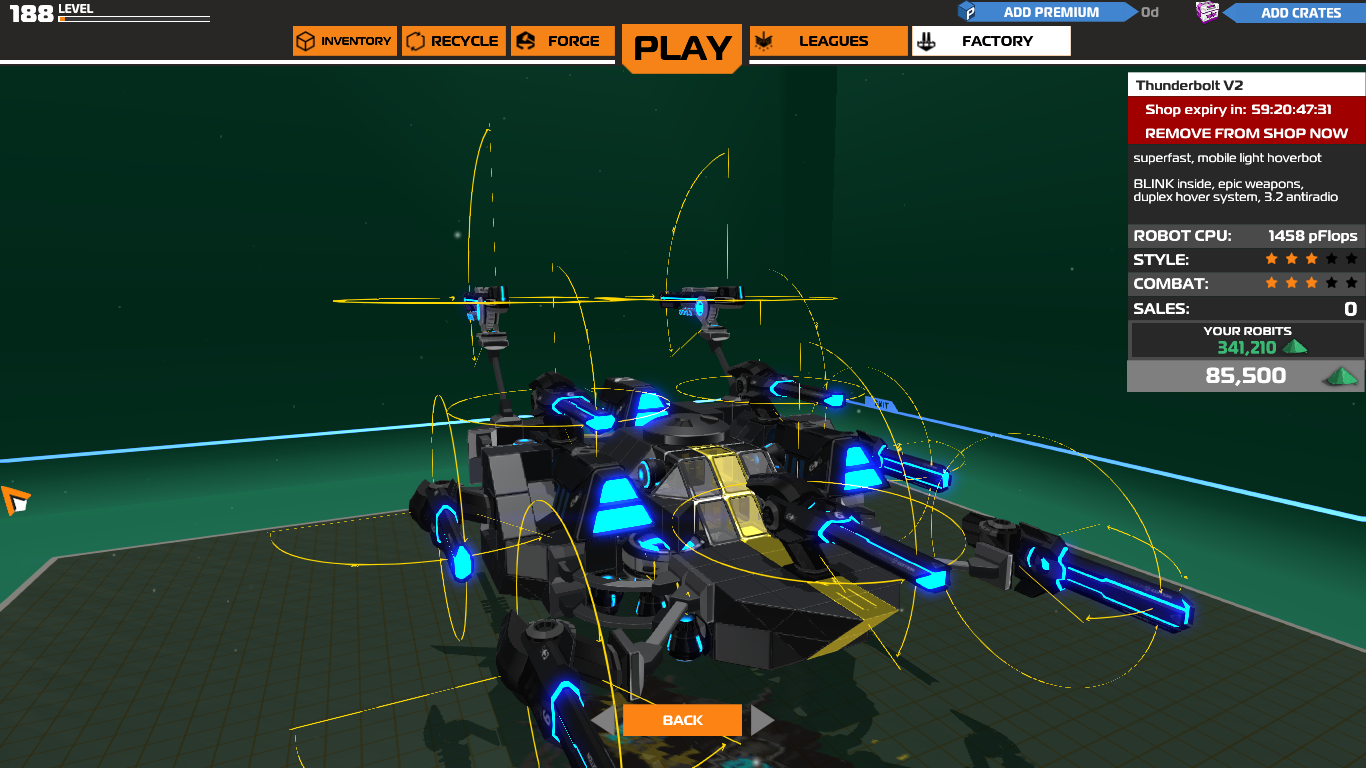 188 LEVEL
ADD PREMIUM 0d
ADD CRATES
INVENTORY
RECYCLE
FORGE
PLAY
LEAGUES
FACTORY
Thunderbolt V2
Shop expiry in: 59:20:47:31
REMOVE FROM SHOP NOW
superfast, mobile light hoverbot
BLINK inside, epic weapons,
duplex hover system, 3.2 antiradio
ROBOT CPU: 1458 pFlops
STYLE:
COMBAT:
SALES: 0
YOUR ROBITS
341,210
85,500
BACK